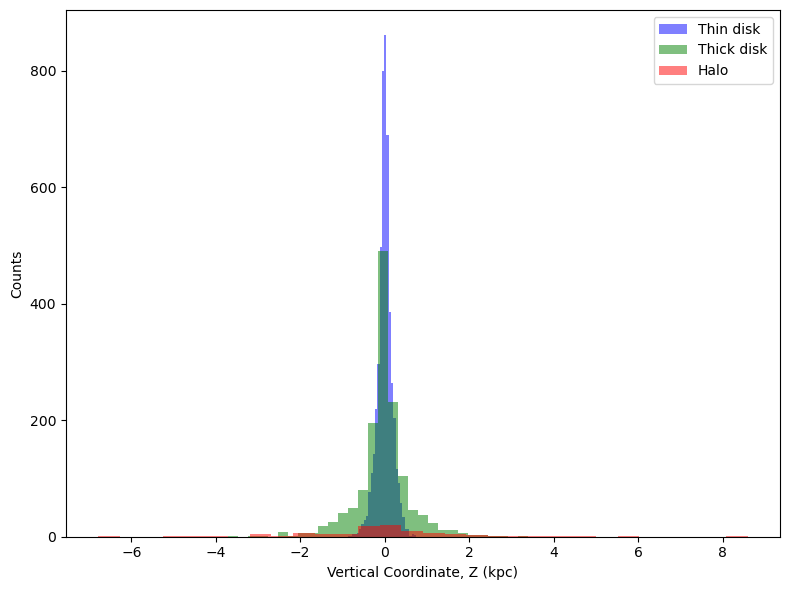 Thin disk
Thick disk
Halo
800
600
400
200
0
Counts
−6 −4 −2 0 2 4 6 8
Vertical Coordinate, Z (kpc)